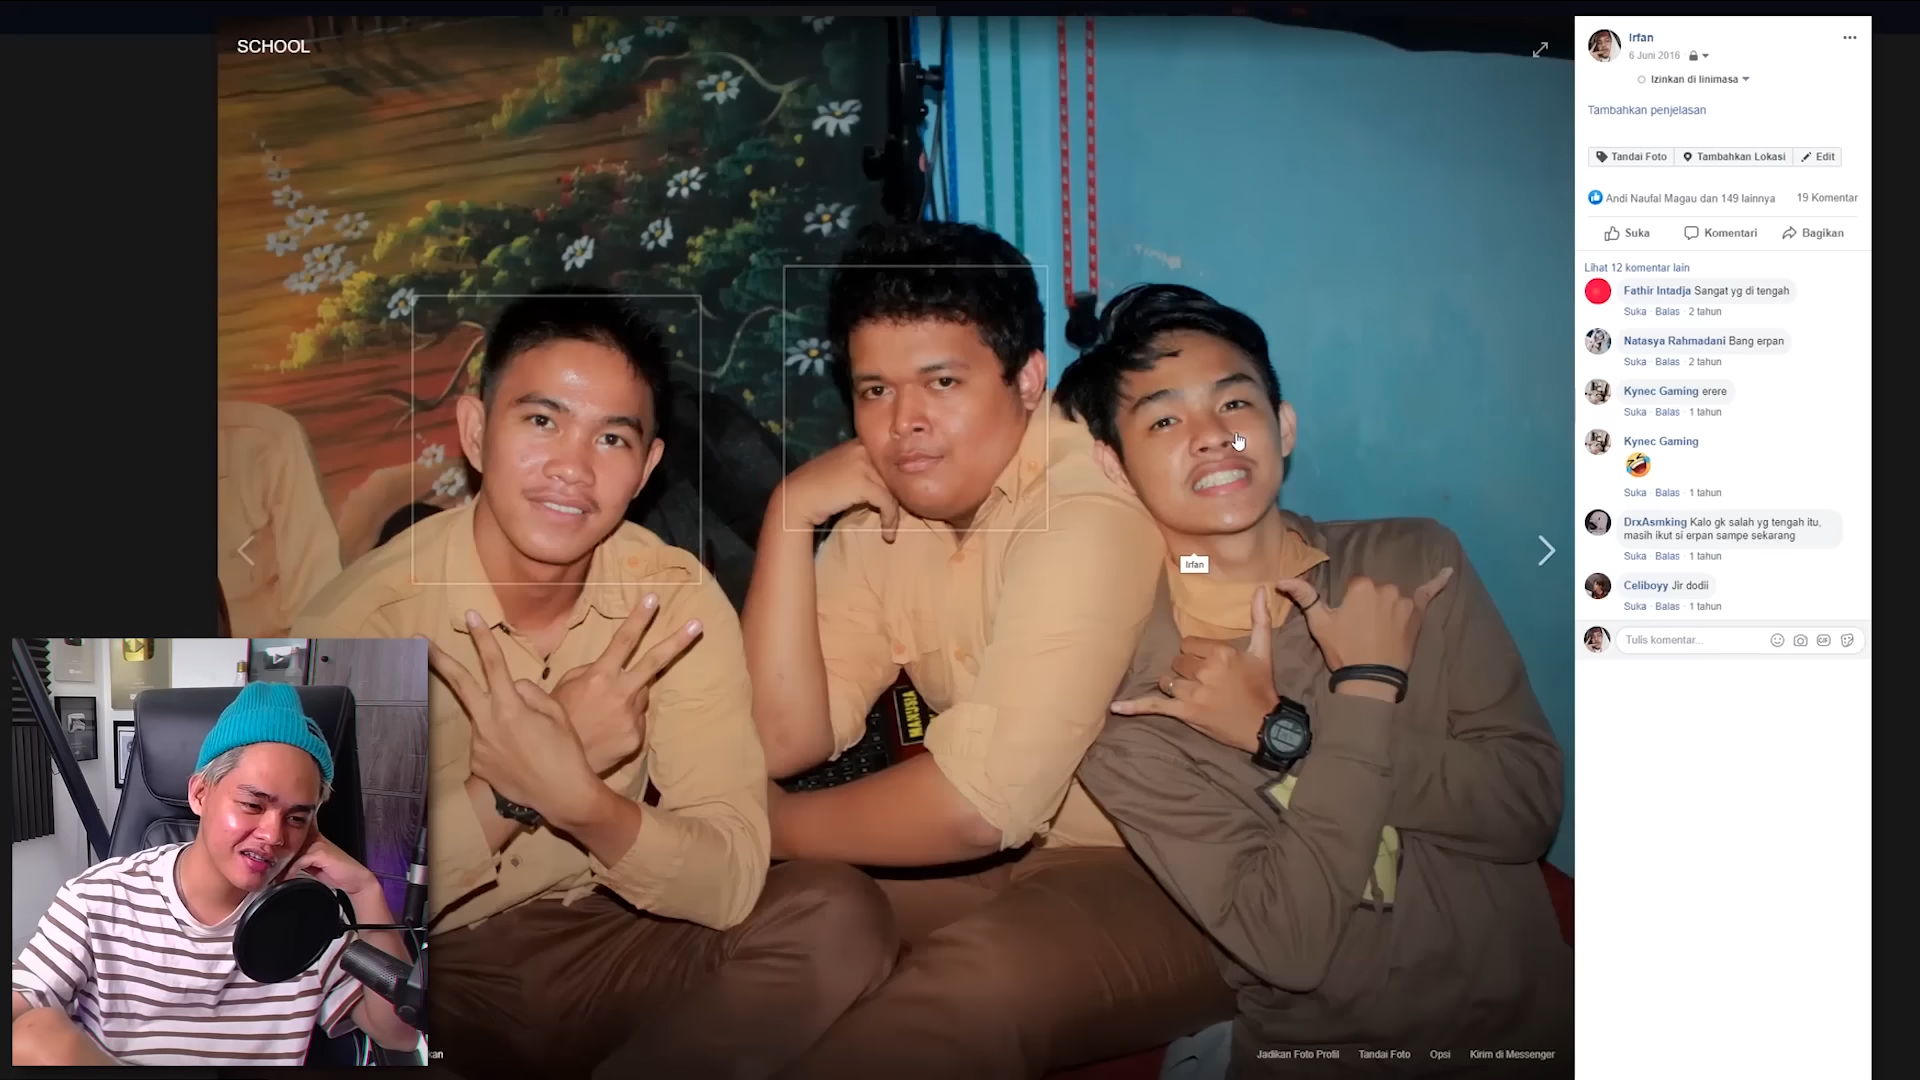 SCHOOL
Irfan
6 Juni 2016
Izinkan di linimasa
Tambahkan penjelasan
Tandai Foto
Tambahkan Lokasi
Edit
Andi Naufal Magau dan 149 lainnya
19 Komentar
Suka
Komentari
Bagikan
Lihat 12 komentar lain
Fathir Intadja Sangat yg di tengah
Suka · Balas · 2 tahun
Natasya Rahmadani Bang erpan
Suka · Balas · 2 tahun
Kynec Gaming erere
Suka · Balas · 1 tahun
Kynec Gaming
🤣
Suka · Balas · 1 tahun
DrxAsmking Kalo gk salah yg tengah itu,
masih ikut si erpan sampe sekarang
Suka · Balas · 1 tahun
Celiboyy Jir dodii
Suka · Balas · 1 tahun
Tulis komentar...
GIF
Irfan
MANUSIA
kan
Jadikan Foto Profil
Tandai Foto
Opsi
Kirim di Messenger